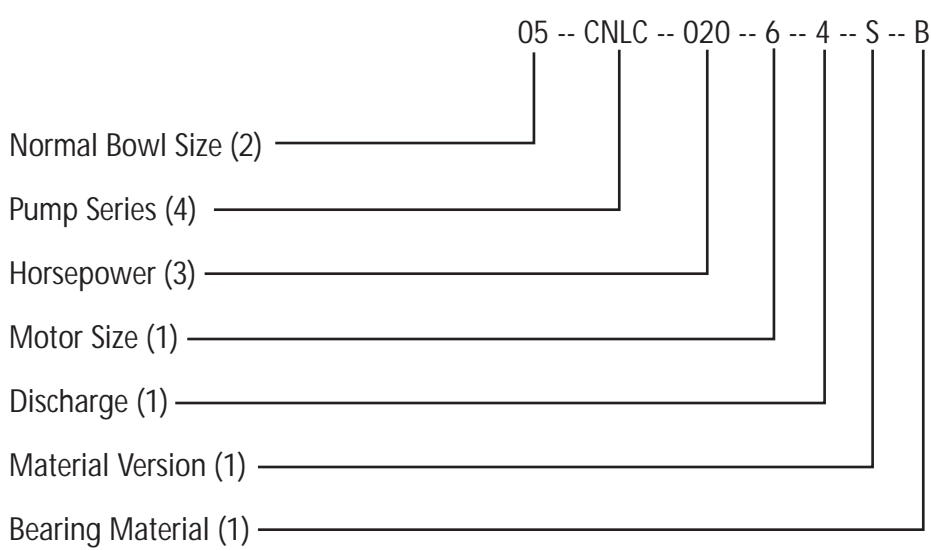 05 -- CNLC -- 020 -- 6 -- 4 -- S -- B
Normal Bowl Size (2)
Pump Series (4)
Horsepower (3)
Motor Size (1)
Discharge (1)
Material Version (1)
Bearing Material (1)